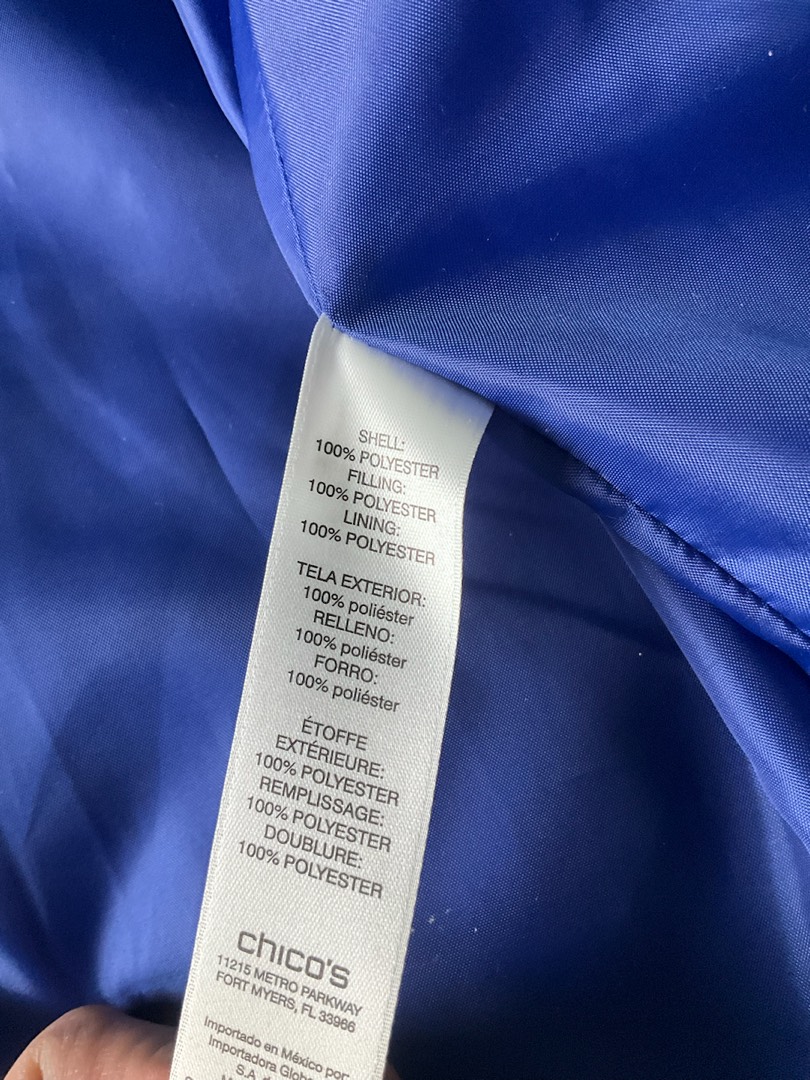 SHELL:
100% POLYESTER
FILLING:
100% POLYESTER
LINING:
100% POLYESTER
TELA EXTERIOR:
100% poliéster
RELLENO:
100% poliéster
FORRO:
100% poliéster
ÉTOFFE
EXTÉRIEURE:
100% POLYESTER
REMPLISSAGE:
100% POLYESTER
DOUBLURE:
100% POLYESTER
chico's
11215 METRO PARKWAY
FORT MYERS, FL 33966
Importado en México por:
Importadora
S.A.